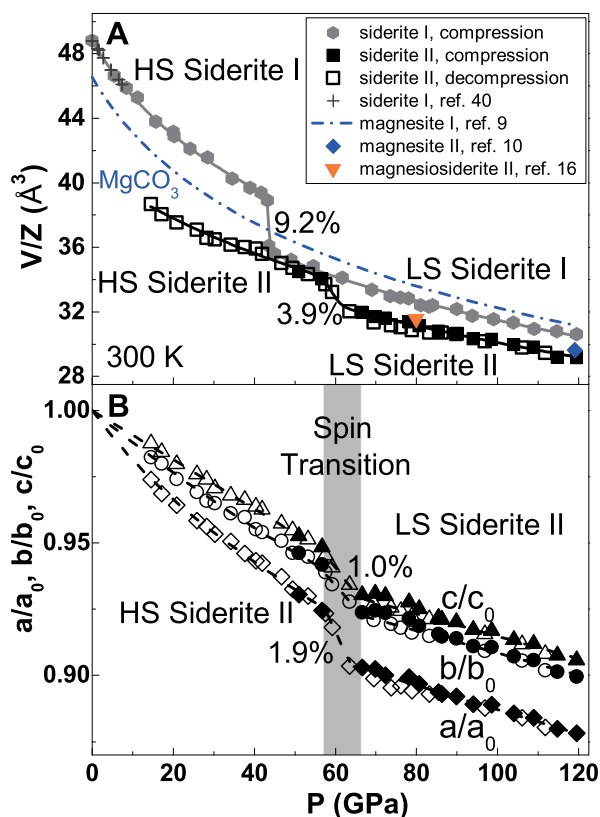 A
HS Siderite I
siderite I, compression
siderite II, compression
siderite II, decompression
siderite I, ref. 40
magnesite I, ref. 9
magnesite II, ref. 10
magnesiosiderite II, ref. 16
48
44
40
36
32
28
V/Z (Å³)
MgCO₃
9.2%
HS Siderite II
LS Siderite I
3.9%
LS Siderite II
300 K
B
1.00
0.95
0.90
a/a₀, b/b₀, c/c₀
Spin
Transition
LS Siderite II
1.0%
HS Siderite II
c/c₀
1.9%
b/b₀
a/a₀
0 20 40 60 80 100 120
P (GPa)